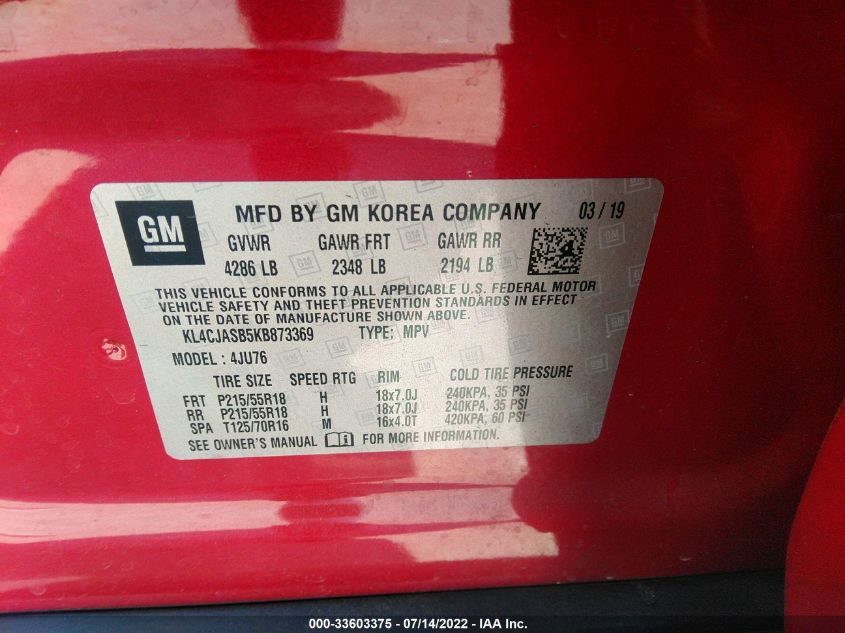 GM MFD BY GM KOREA COMPANY 03 / 19
GVWR GAWR FRT GAWR RR
4286 LB 2348 LB 2194 LB
THIS VEHICLE CONFORMS TO ALL APPLICABLE U.S. FEDERAL MOTOR
VEHICLE SAFETY AND THEFT PREVENTION STANDARDS IN EFFECT
ON THE DATE OF MANUFACTURE SHOWN ABOVE.
KL4CJASB5KB873369 TYPE: MPV
MODEL : 4JU76
TIRE SIZE SPEED RTG RIM COLD TIRE PRESSURE
FRT P215/55R18 H 18x7.0J 240KPA, 35 PSI
RR P215/55R18 H 18x7.0J 240KPA, 35 PSI
SPA T125/70R16 M 16x4.0T 420KPA, 60 PSI
SEE OWNER'S MANUAL FOR MORE INFORMATION.
000-33603375 - 07/14/2022 - IAA Inc.